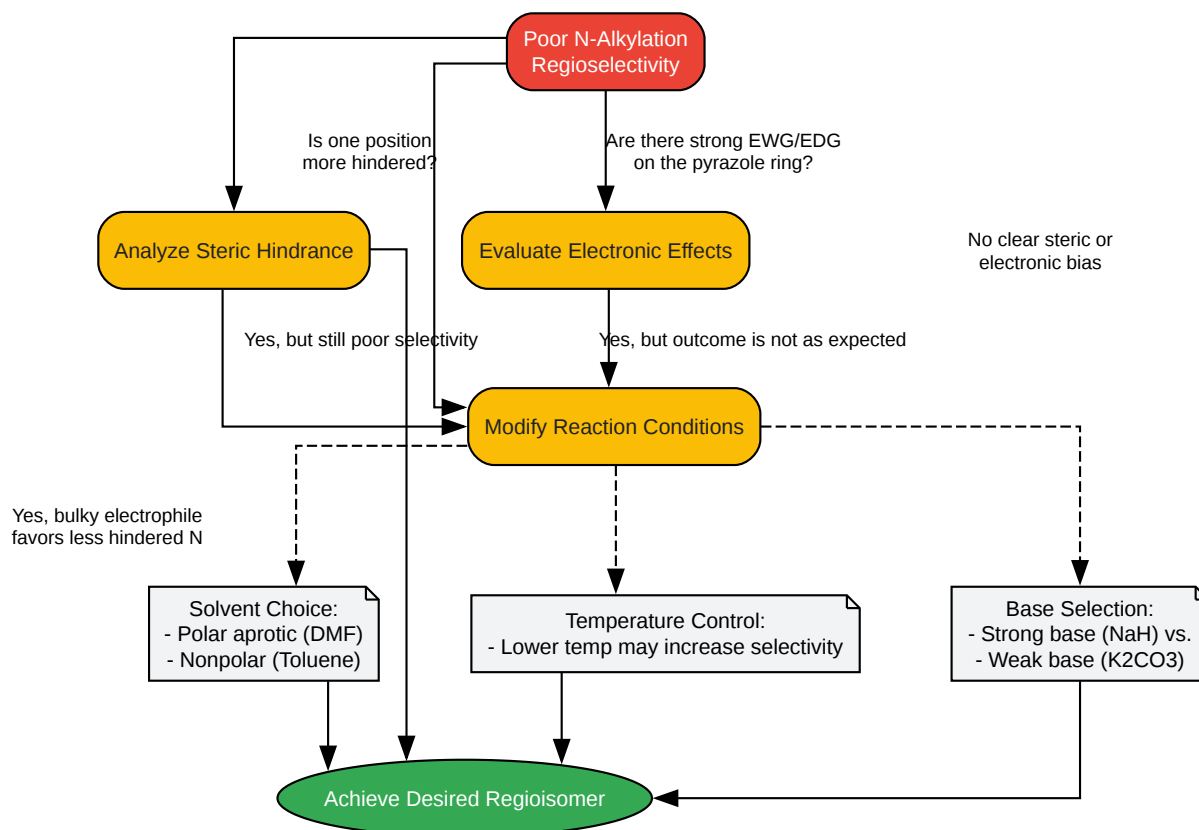 Poor N-Alkylation
Regioselectivity
Is one position
more hindered?
Are there strong EWG/EDG
on the pyrazole ring?
Analyze Steric Hindrance
Evaluate Electronic Effects
No clear steric or
electronic bias
Yes, but still poor selectivity
Yes, but outcome is not as expected
Modify Reaction Conditions
Yes, bulky electrophile
favors less hindered N
Solvent Choice:
- Polar aprotic (DMF)
- Nonpolar (Toluene)
Temperature Control:
- Lower temp may increase selectivity
Base Selection:
- Strong base (NaH) vs.
- Weak base (K2CO3)
Achieve Desired Regioisomer